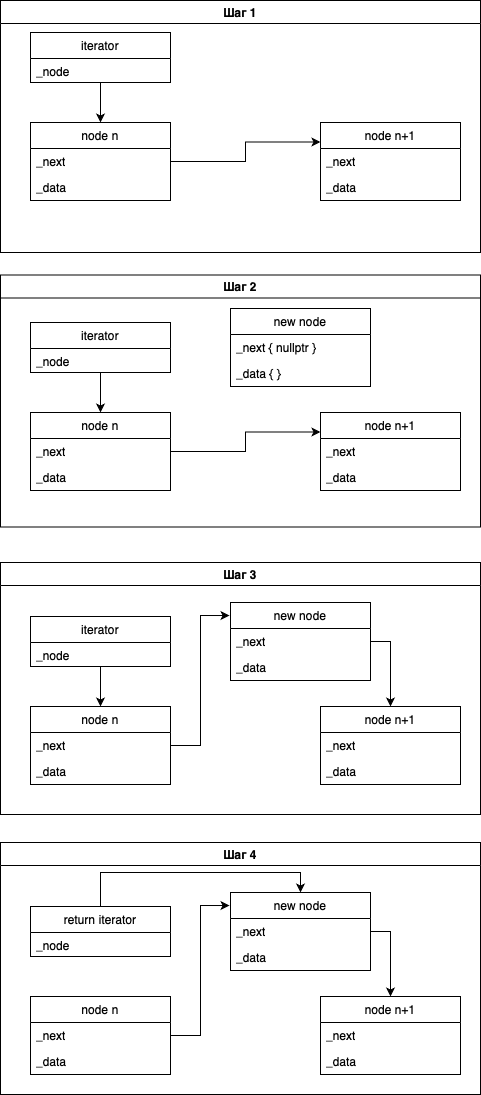 Шаг 1
iterator
_node
node n
_next
_data
node n+1
_next
_data
Шаг 2
iterator
_node
new node
_next { nullptr }
_data { }
node n
_next
_data
node n+1
_next
_data
Шаг 3
iterator
_node
new node
_next
_data
node n
_next
_data
node n+1
_next
_data
Шаг 4
return iterator
_node
new node
_next
_data
node n
_next
_data
node n+1
_next
_data